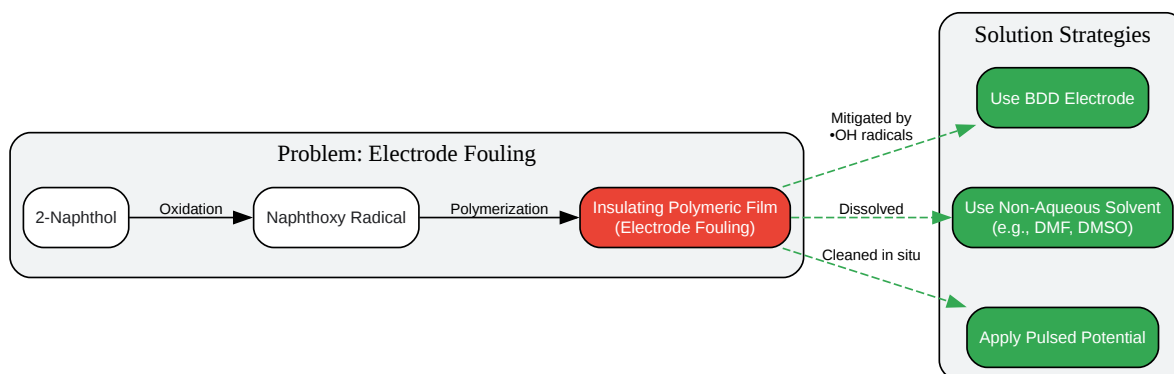 Problem: Electrode Fouling
2-Naphthol
Oxidation
Naphthoxy Radical
Polymerization
Insulating Polymeric Film
(Electrode Fouling)
Mitigated by
•OH radicals
Dissolved
Cleaned in situ
Solution Strategies
Use BDD Electrode
Use Non-Aqueous Solvent
(e.g., DMF, DMSO)
Apply Pulsed Potential